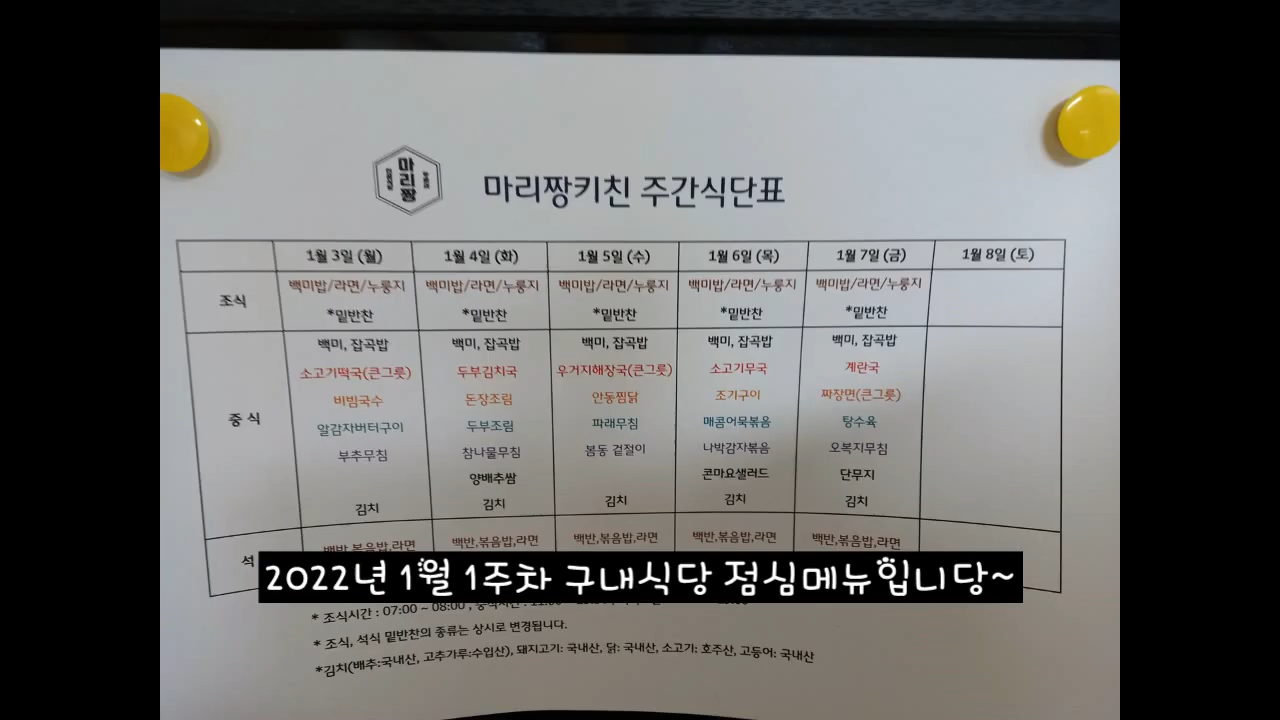 마리짱
마리짱키친 주간식단표
1월 3일 (월) 1월 4일 (화) 1월 5일 (수) 1월 6일 (목) 1월 7일 (금) 1월 8일 (토)
조식 백미밥/라면/누룽지 백미밥/라면/누룽지 백미밥/라면/누룽지 백미밥/라면/누룽지 백미밥/라면/누룽지
*밑반찬 *밑반찬 *밑반찬 *밑반찬 *밑반찬
백미, 잡곡밥 백미, 잡곡밥 백미, 잡곡밥 백미, 잡곡밥 백미, 잡곡밥
소고기떡국(큰그릇) 두부김치국 우거지해장국(큰그릇) 소고기무국 계란국
비빔국수 돈장조림 안동찜닭 조기구이 짜장면(큰그릇)
중식 알감자버터구이 두부조림 파래무침 매콤어묵볶음 탕수육
부추무침 참나물무침 봄동 겉절이 나박감자볶음 오복지무침
양배추쌈 콘마요샐러드 단무지
김치 김치 김치 김치 김치
석 백반,볶음밥,라면 백반,볶음밥,라면 백반,볶음밥,라면 백반,볶음밥,라면 백반,볶음밥,라면
2022년 1월 1주차 구내식당 점심메뉴입니당~
* 조식시간 : 07:00 ~ 08:00
* 조식, 석식 밑반찬의 종류는 상시로 변경됩니다.
*김치(배추:국내산, 고추가루:수입산), 돼지고기: 국내산, 닭: 국내산, 소고기: 호주산, 고등어: 국내산